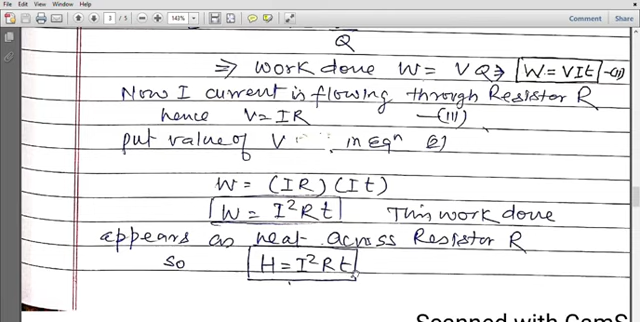 File Edit View Window Help
3 / 5 143% Comment Share
Q
⇒ work done W = VQ ⇒ W = VIt —(ii)
Now I current is flowing through Resistor R
hence V = IR —(iii)
put value of V in Eqn (2)
W = (IR)(It)
W = I²Rt This work done
appears as heat across Resistor R
so H = I²Rt
Scanned with CamS